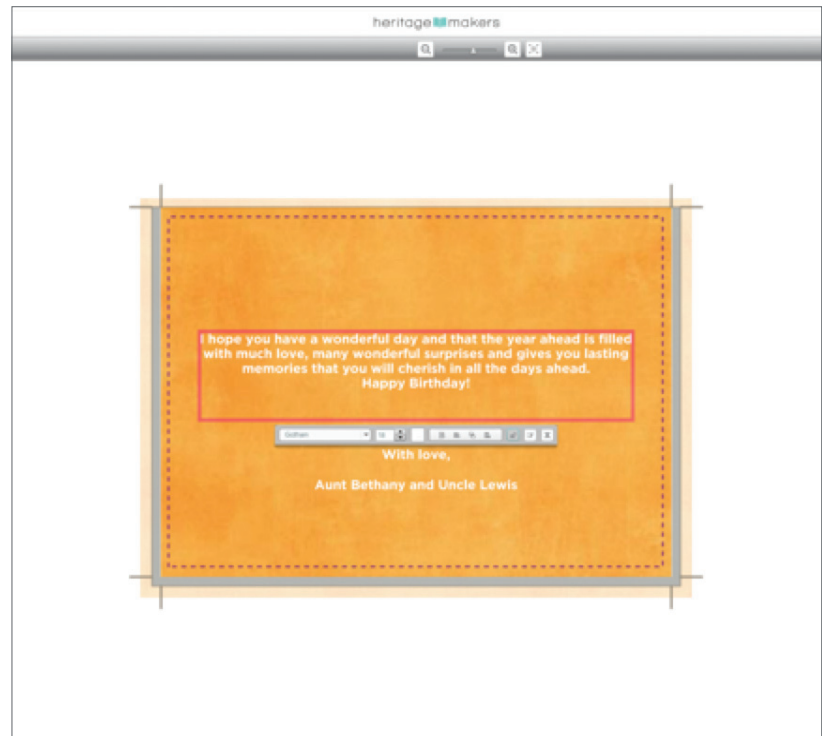 heritage makers
I hope you have a wonderful day and that the year ahead is filled
with much love, many wonderful surprises and gives you lasting
memories that you will cherish in all the days ahead.
Happy Birthday!
Gotham
With love,
Aunt Bethany and Uncle Lewis